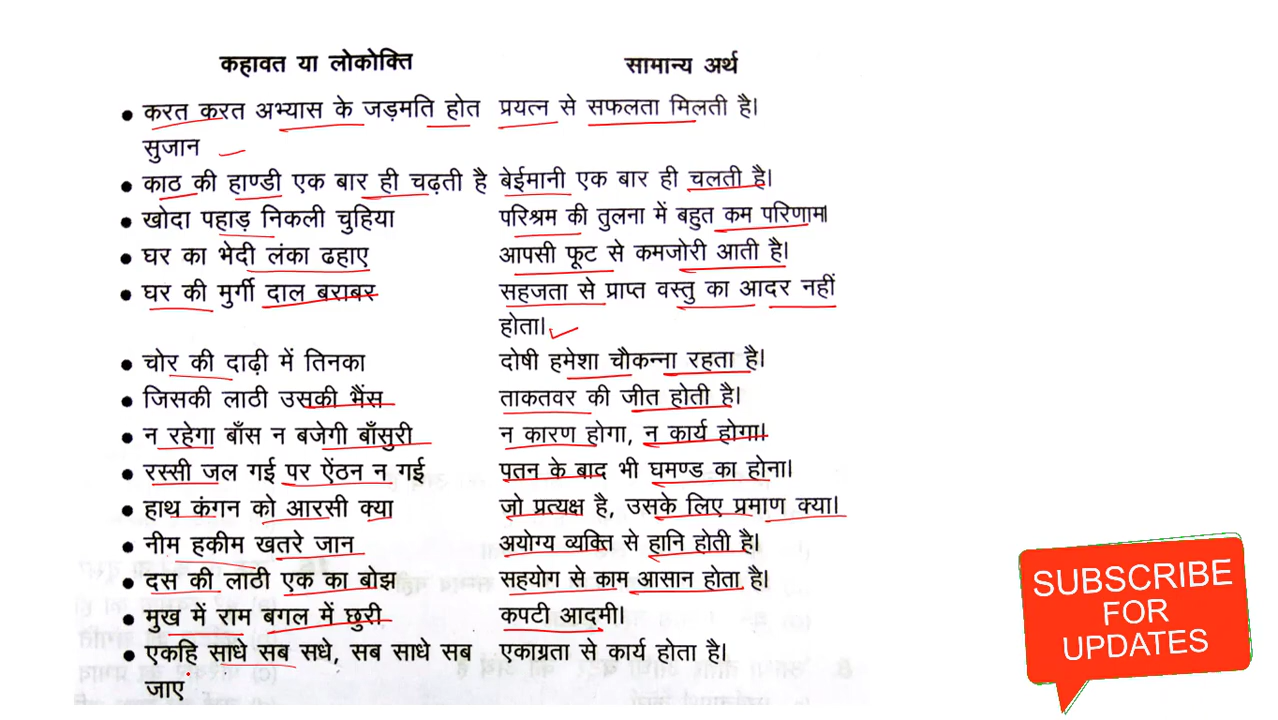 कहावत या लोकोक्ति सामान्य अर्थ
• करत करत अभ्यास के जड़मति होत प्रयत्न से सफलता मिलती है।
सुजान
• काठ की हाण्डी एक बार ही चढ़ती है बेईमानी एक बार ही चलती है।
• खोदा पहाड़ निकली चुहिया परिश्रम की तुलना में बहुत कम परिणाम।
• घर का भेदी लंका ढहाए आपसी फूट से कमजोरी आती है।
• घर की मुर्गी दाल बराबर सहजता से प्राप्त वस्तु का आदर नहीं
होता।
• चोर की दाढ़ी में तिनका दोषी हमेशा चौकन्ना रहता है।
• जिसकी लाठी उसकी भैंस ताकतवर की जीत होती है।
• न रहेगा बाँस न बजेगी बाँसुरी न कारण होगा, न कार्य होगा।
• रस्सी जल गई पर ऐंठन न गई पतन के बाद भी घमण्ड का होना।
• हाथ कंगन को आरसी क्या जो प्रत्यक्ष है, उसके लिए प्रमाण क्या।
• नीम हकीम खतरे जान अयोग्य व्यक्ति से हानि होती है।
• दस की लाठी एक का बोझ सहयोग से काम आसान होता है।
• मुख में राम बगल में छुरी कपटी आदमी।
• एकहि साधे सब सधे, सब साधे सब एकाग्रता से कार्य होता है।
जाए
SUBSCRIBE
FOR
UPDATES